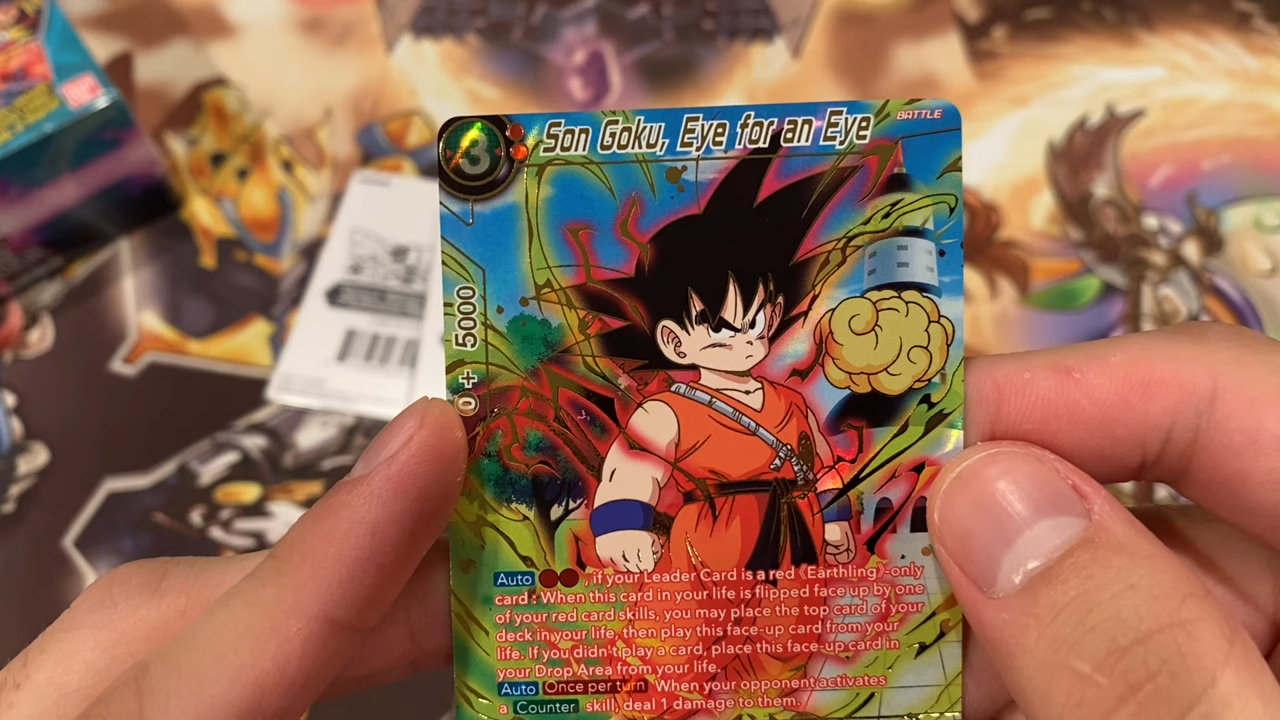 3
Son Goku, Eye for an Eye
BATTLE
0 + 5000
Auto , if your Leader Card is a red 《Earthling》-only
card : When this card in your life is flipped face up by one
of your red card skills, you may place the top card of your
deck in your life, then play this face-up card from your
life. If you didn't play a card, place this face-up card in
your Drop Area from your life.
Auto Once per turn When your opponent activates
a Counter skill, deal 1 damage to them.